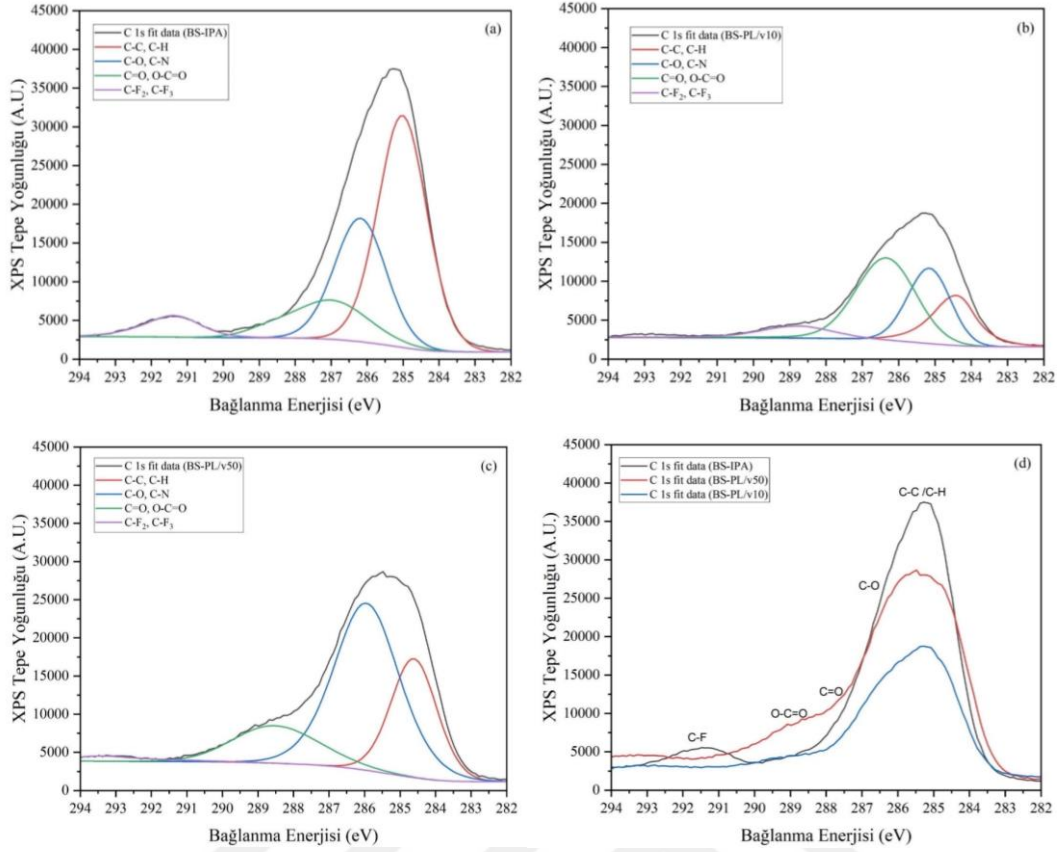 (a)
C 1s fit data (BS-IPA)
C-C, C-H
C-O, C-N
C=O, O-C=O
C-F2, C-F3
45000
40000
35000
30000
25000
20000
15000
10000
5000
0
XPS Tepe Yoğunluğu (A.U.)
294 293 292 291 290 289 288 287 286 285 284 283 282
Bağlanma Enerjisi (eV)
(b)
C 1s fit data (BS-PL/v10)
C-C, C-H
C-O, C-N
C=O, O-C=O
C-F2, C-F3
45000
40000
35000
30000
25000
20000
15000
10000
5000
0
XPS Tepe Yoğunluğu (A.U.)
294 293 292 291 290 289 288 287 286 285 284 283 282
Bağlanma Enerjisi (eV)
(c)
C 1s fit data (BS-PL/v50)
C-C, C-H
C-O, C-N
C=O, O-C=O
C-F2, C-F3
45000
40000
35000
30000
25000
20000
15000
10000
5000
0
XPS Tepe Yoğunluğu (A.U.)
294 293 292 291 290 289 288 287 286 285 284 283 282
Bağlanma Enerjisi (eV)
(d)
C 1s fit data (BS-IPA)
C 1s fit data (BS-PL/v50)
C 1s fit data (BS-PL/v10)
C-C /C-H
C-O
C=O
O-C=O
C-F
45000
40000
35000
30000
25000
20000
15000
10000
5000
0
XPS Tepe Yoğunluğu (A.U.)
294 293 292 291 290 289 288 287 286 285 284 283 282
Bağlanma Enerjisi (eV)